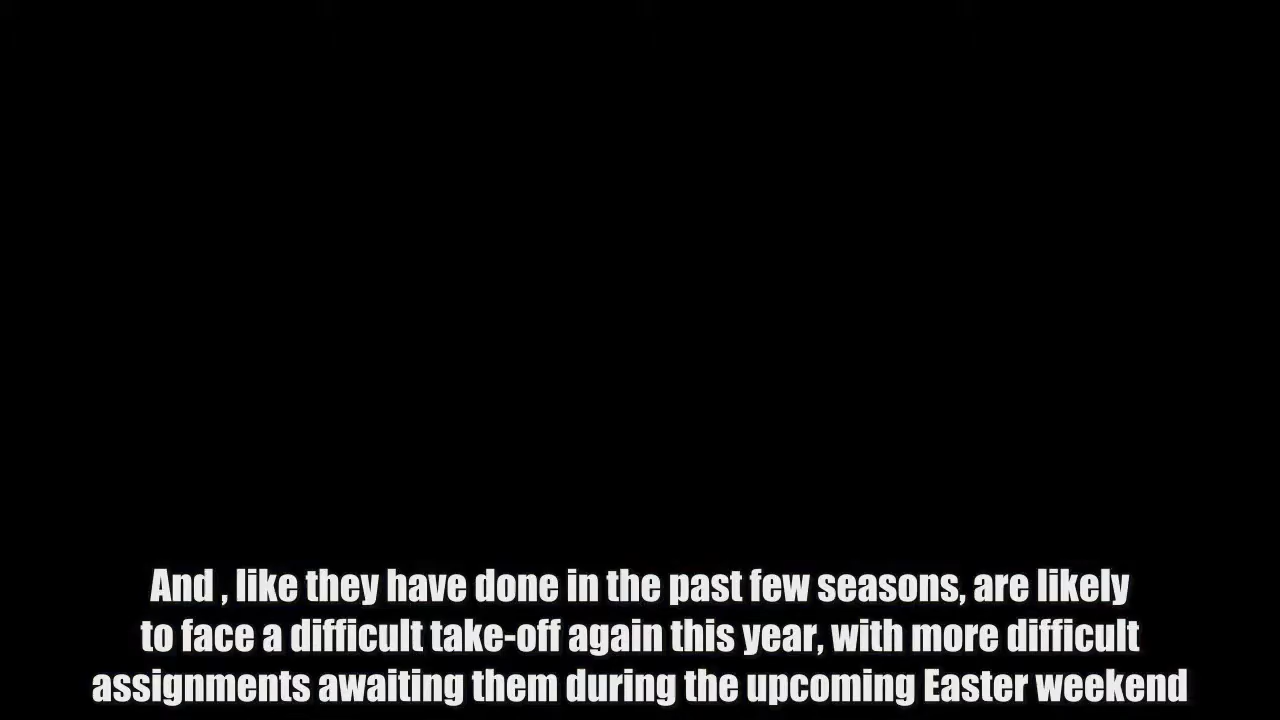 And , like they have done in the past few seasons, are likely
to face a difficult take-off again this year, with more difficult
assignments awaiting them during the upcoming Easter weekend